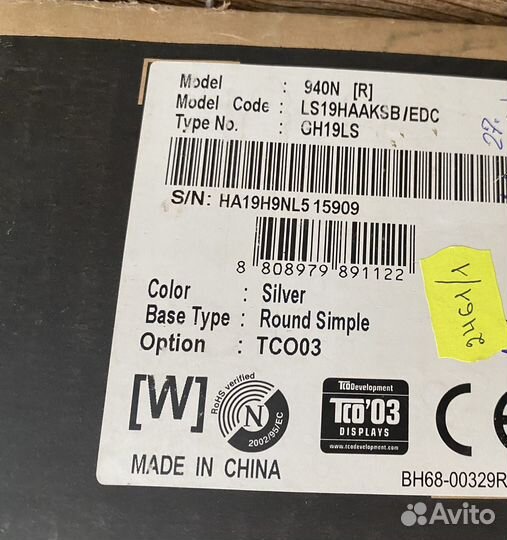 Model : 940N [R]
Model Code : LS19HAAKSB/EDC
Type No. : GH19LS
S/N: HA19H9NL515909
8 808979 891122
Color : Silver
Base Type : Round Simple
Option : TCO03
[W]
RoHS verified
N
2002/95/EC
TCO Development
TCO'03
DISPLAYS
www.tcodevelopment.com
CE
MADE IN CHINA
BH68-00329R
27.
Avito